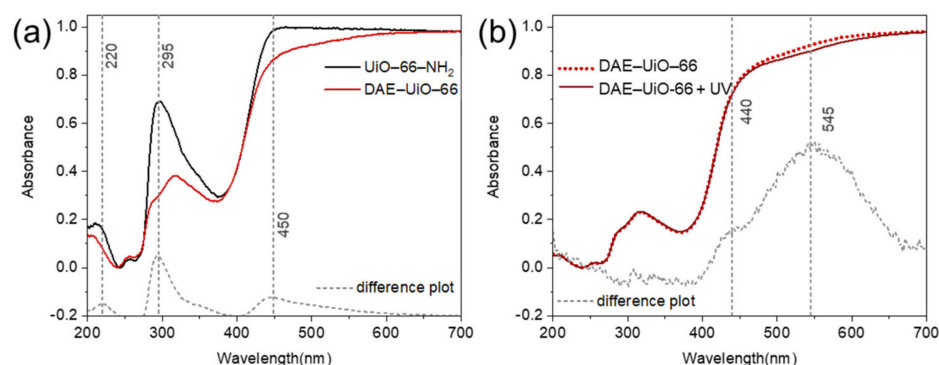 (a)
220
295
450
UiO–66–NH₂
DAE–UiO–66
difference plot
1.0
0.8
0.6
0.4
0.2
0.0
-0.2
Absorbance
200 300 400 500 600 700
Wavelength(nm)
(b)
DAE–UiO–66
DAE–UiO-66 + UV
440
545
difference plot
1.0
0.8
0.6
0.4
0.2
0.0
-0.2
Absorbance
200 300 400 500 600 700
Wavelength(nm)